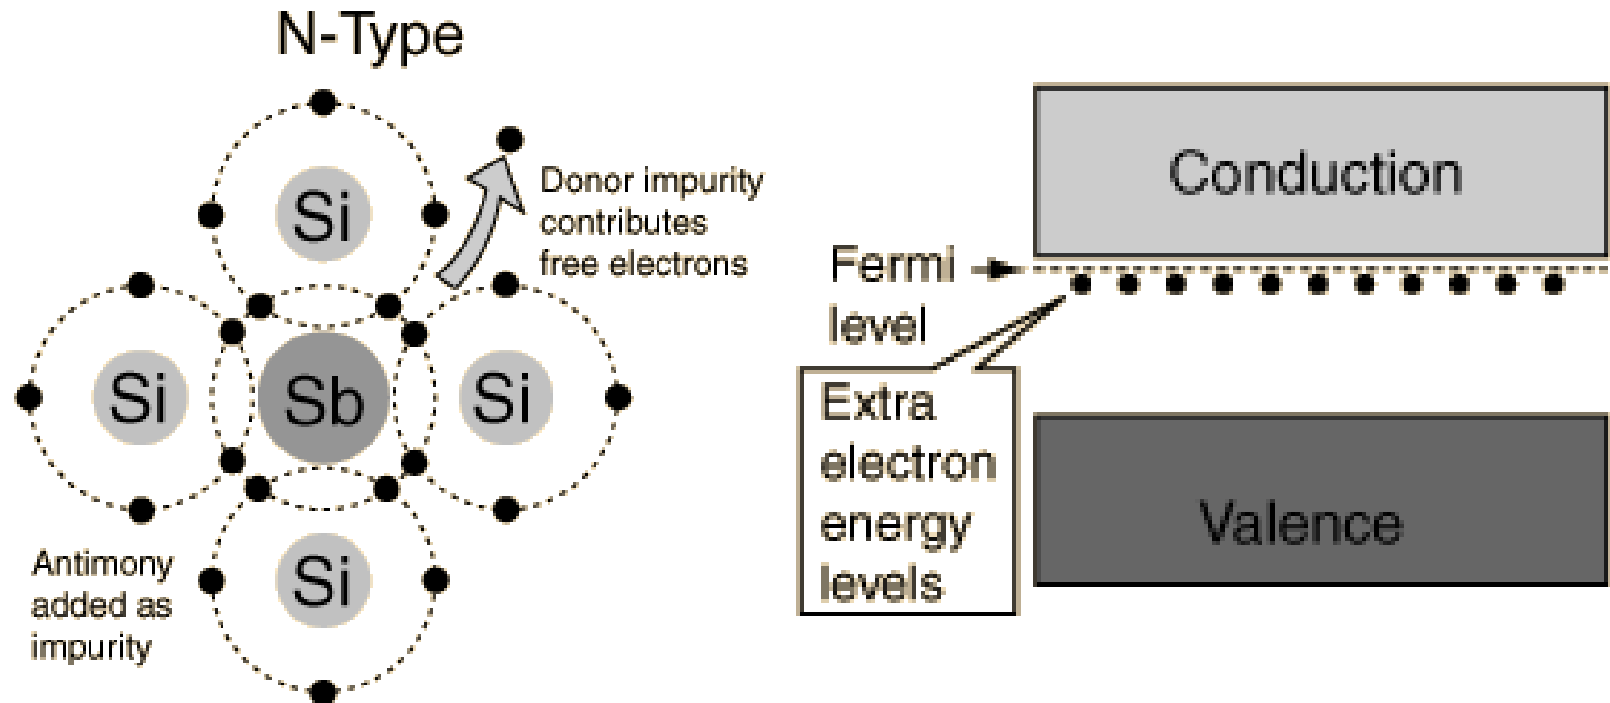 N-Type
Si
Donor impurity
contributes
free electrons
Si
Sb
Si
Si
Antimony
added as
impurity
Conduction
Fermi
level
Extra
electron
energy
levels
Valence